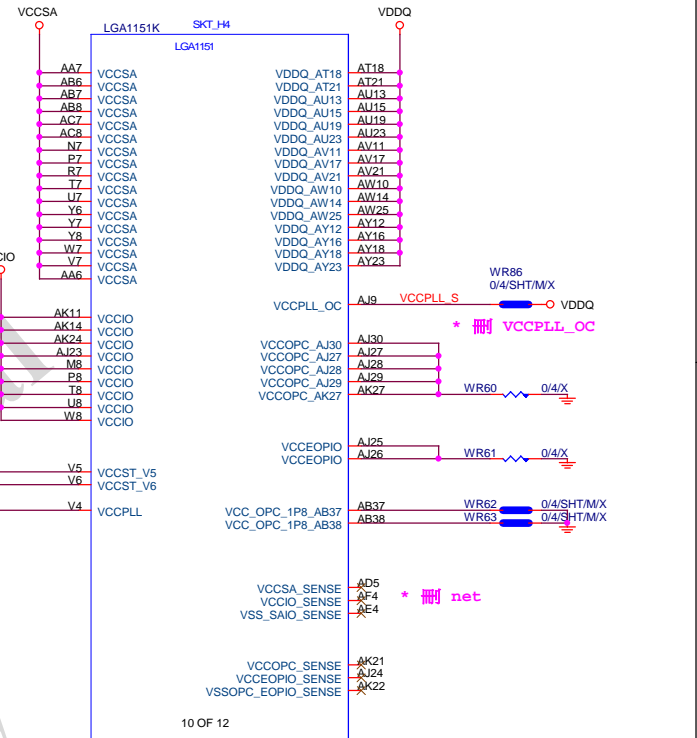 VCCSA
VDDQ
LGA1151K
SKT_H4
LGA1151
AA7 VCCSA
AB6 VCCSA
AB7 VCCSA
AB8 VCCSA
AC7 VCCSA
AC8 VCCSA
N7 VCCSA
P7 VCCSA
R7 VCCSA
T7 VCCSA
U7 VCCSA
Y6 VCCSA
Y7 VCCSA
Y8 VCCSA
W7 VCCSA
V7 VCCSA
AA6 VCCSA
CIO
AK11 VCCIO
AK14 VCCIO
AK24 VCCIO
AJ23 VCCIO
M8 VCCIO
P8 VCCIO
T8 VCCIO
U8 VCCIO
W8 VCCIO
V5 VCCST_V5
V6 VCCST_V6
V4 VCCPLL
VDDQ_AT18 AT18
VDDQ_AT21 AT21
VDDQ_AU13 AU13
VDDQ_AU15 AU15
VDDQ_AU19 AU19
VDDQ_AU23 AU23
VDDQ_AV11 AV11
VDDQ_AV17 AV17
VDDQ_AV21 AV21
VDDQ_AW10 AW10
VDDQ_AW14 AW14
VDDQ_AW25 AW25
VDDQ_AY12 AY12
VDDQ_AY16 AY16
VDDQ_AY18 AY18
VDDQ_AY23 AY23
WR86
0/4/SHT/M/X
VCCPLL_OC AJ9 VCCPLL_S VDDQ
* 刪 VCCPLL_OC
VCCOPC_AJ30 AJ30
VCCOPC_AJ27 AJ27
VCCOPC_AJ28 AJ28
VCCOPC_AJ29 AJ29
VCCOPC_AK27 AK27 WR60 0/4/X
VCCEOPIO AJ25
VCCEOPIO AJ26 WR61 0/4/X
VCC_OPC_1P8_AB37 AB37 WR62 0/4/SHT/M/X
VCC_OPC_1P8_AB38 AB38 WR63 0/4/SHT/M/X
VCCSA_SENSE AD5
VCCIO_SENSE AF4
VSS_SAIO_SENSE AE4
* 刪 net
VCCOPC_SENSE AK21
VCCEOPIO_SENSE AJ24
VSSOPC_EOPIO_SENSE AK22
10 OF 12